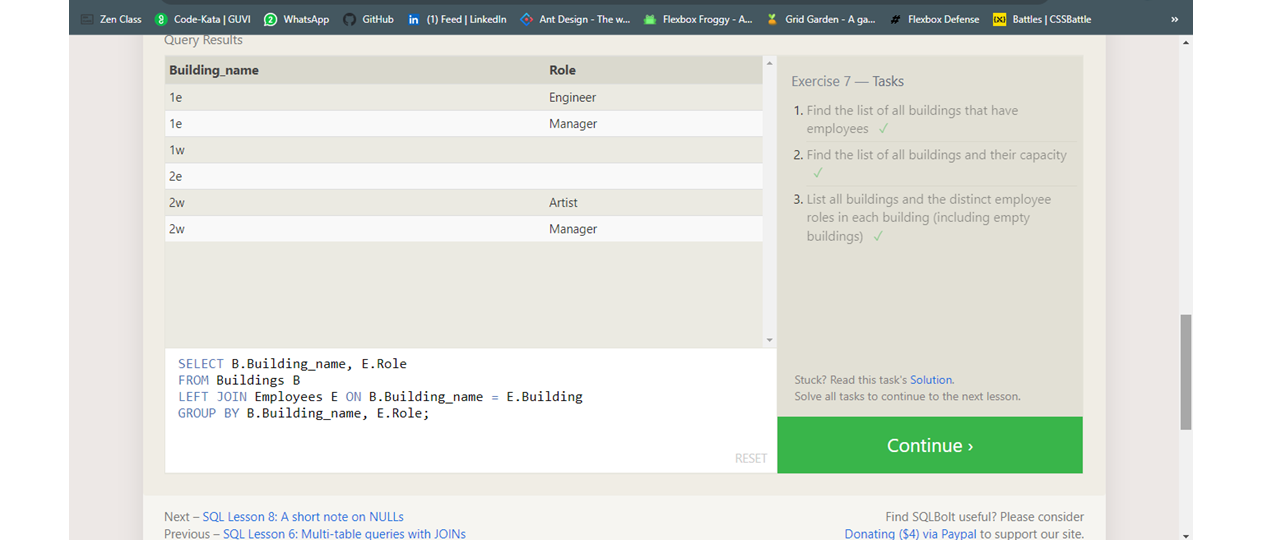 Zen Class Code-Kata | GUVI WhatsApp GitHub (1) Feed | LinkedIn Ant Design - The w... Flexbox Froggy - A... Grid Garden - A ga... Flexbox Defense Battles | CSSBattle »
Query Results
Building_name Role
1e Engineer
1e Manager
1w
2e
2w Artist
2w Manager
Exercise 7 — Tasks
1. Find the list of all buildings that have
employees ✓
2. Find the list of all buildings and their capacity
✓
3. List all buildings and the distinct employee
roles in each building (including empty
buildings) ✓
SELECT B.Building_name, E.Role
FROM Buildings B
LEFT JOIN Employees E ON B.Building_name = E.Building
GROUP BY B.Building_name, E.Role;
RESET
Stuck? Read this task's Solution.
Solve all tasks to continue to the next lesson.
Continue ›
Next – SQL Lesson 8: A short note on NULLs
Previous – SQL Lesson 6: Multi-table queries with JOINs
Find SQLBolt useful? Please consider
Donating ($4) via Paypal to support our site.